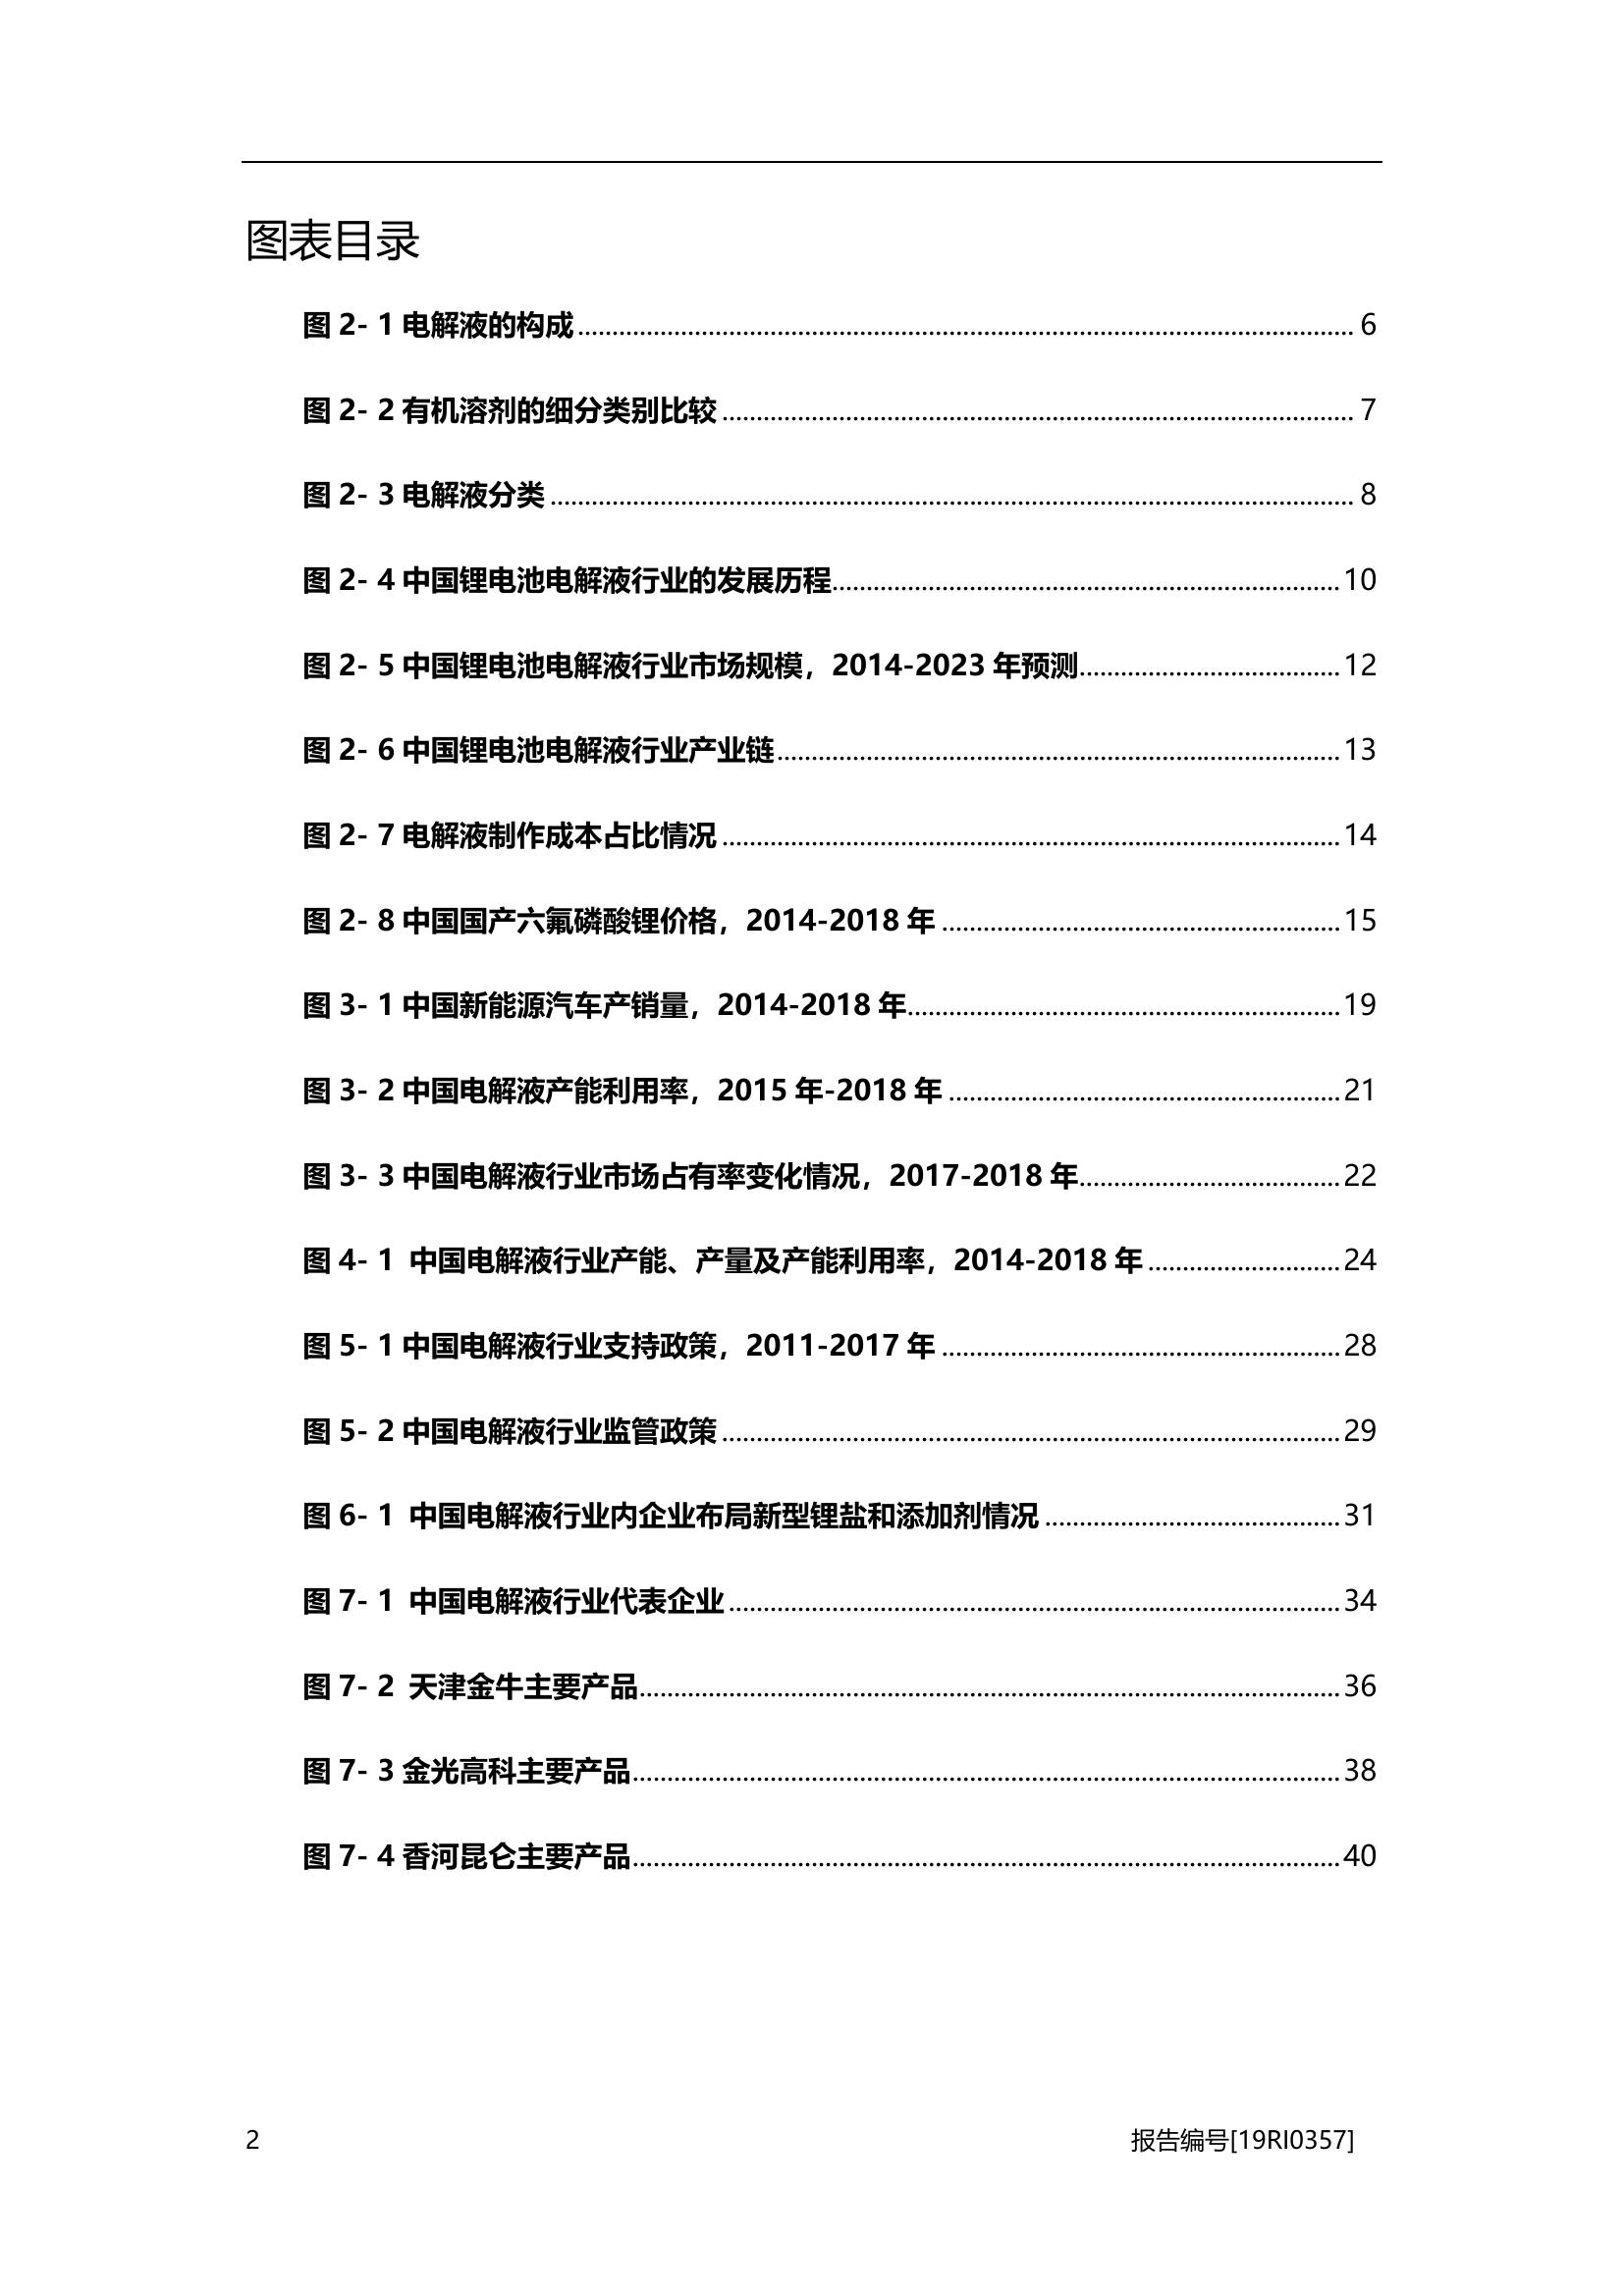 图表目录
图 2- 1 电解液的构成 ........ 6
图 2- 2 有机溶剂的细分类别比较 ........ 7
图 2- 3 电解液分类 ........ 8
图 2- 4 中国锂电池电解液行业的发展历程 ........ 10
图 2- 5 中国锂电池电解液行业市场规模，2014-2023 年预测 ........ 12
图 2- 6 中国锂电池电解液行业产业链 ........ 13
图 2- 7 电解液制作成本占比情况 ........ 14
图 2- 8 中国国产六氟磷酸锂价格，2014-2018 年 ........ 15
图 3- 1 中国新能源汽车产销量，2014-2018 年 ........ 19
图 3- 2 中国电解液产能利用率，2015 年-2018 年 ........ 21
图 3- 3 中国电解液行业市场占有率变化情况，2017-2018 年 ........ 22
图 4- 1 中国电解液行业产能、产量及产能利用率，2014-2018 年 ........ 24
图 5- 1 中国电解液行业支持政策，2011-2017 年 ........ 28
图 5- 2 中国电解液行业监管政策 ........ 29
图 6- 1 中国电解液行业内企业布局新型锂盐和添加剂情况 ........ 31
图 7- 1 中国电解液行业代表企业 ........ 34
图 7- 2 天津金牛主要产品 ........ 36
图 7- 3 金光高科主要产品 ........ 38
图 7- 4 香河昆仑主要产品 ........ 40
2 报告编号[19RI0357]